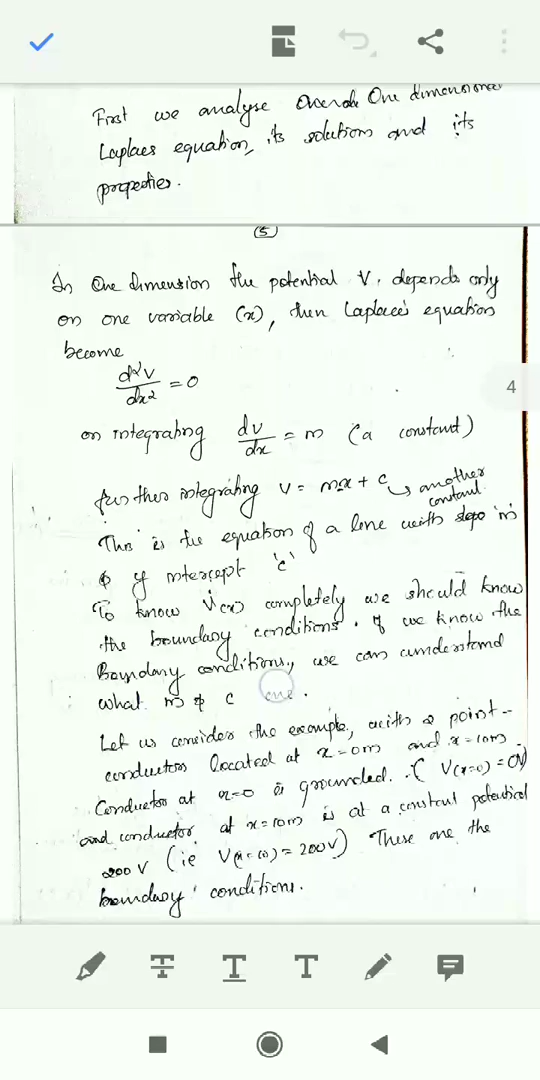 First we analyse One dimensional
Laplaes equation, its solutions and its
properties.
(5)
In One dimension the potential V, depends only
on one variable (x), then Laplace's equation
become
d²V/dx² = 0
4
on integrating dv/dx = m (a constant)
further integrating V = mx + c → another
constant
This is the equation of a line with slope 'm'
& y intercept 'c'
To know V(x) completely we should know
the boundary conditions. If we know the
Boundary conditions, we can understand
what m & c are.
Let us consider the example, with 2 point-
conductors located at x=0m and x=10m
Conductor at x=0 is grounded. (V(x=0) = 0V)
and conductor at x=10m is at a constant potential
200 V (ie V(x=10) = 200V) These are the
boundary conditions.
T
T
T